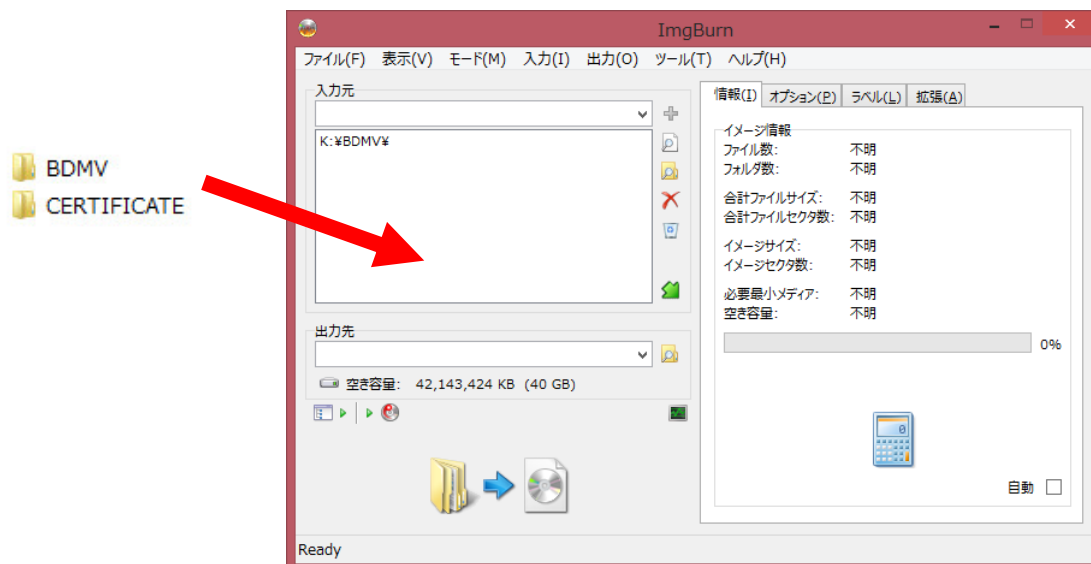 ImgBurn
ファイル(F) 表示(V) モード(M) 入力(I) 出力(O) ツール(T) ヘルプ(H)
BDMV
CERTIFICATE
入力元
K:¥BDMV¥
出力先
空き容量: 42,143,424 KB (40 GB)
情報(I) オプション(P) ラベル(L) 拡張(A)
イメージ情報
ファイル数: 不明
フォルダ数: 不明
合計ファイルサイズ: 不明
合計ファイルセクタ数: 不明
イメージサイズ: 不明
イメージセクタ数: 不明
必要最小メディア: 不明
空き容量: 不明
0%
0
自動
Ready